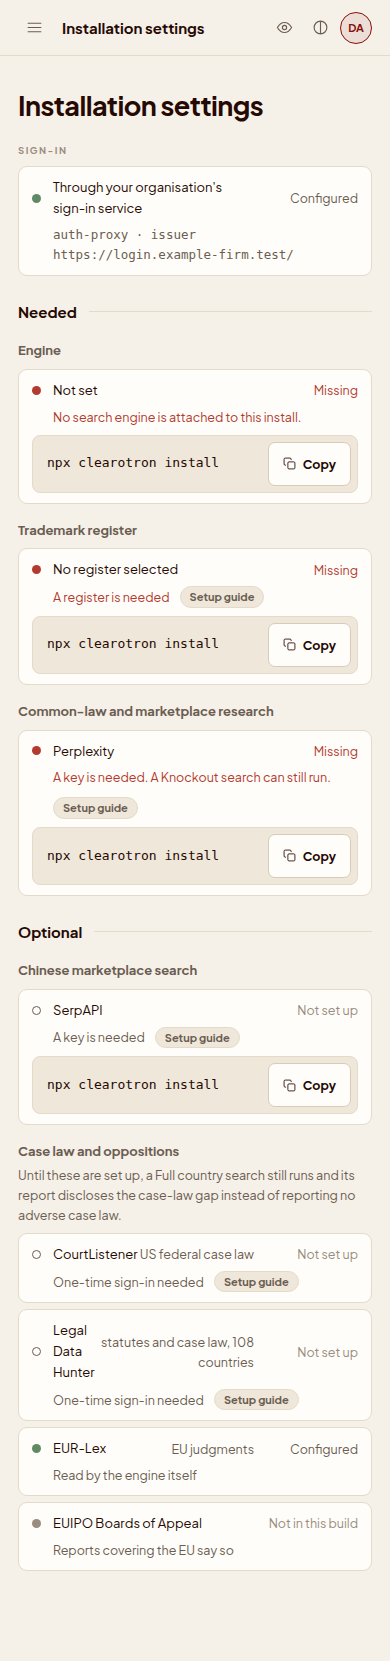 Installation settings
DA
Installation settings
SIGN-IN
Through your organisation's
sign-in service
Configured
auth-proxy · issuer
https://login.example-firm.test/
Needed
Engine
Not set
Missing
No search engine is attached to this install.
npx clearotron install
Copy
Trademark register
No register selected
Missing
A register is needed
Setup guide
npx clearotron install
Copy
Common-law and marketplace research
Perplexity
Missing
A key is needed. A Knockout search can still run.
Setup guide
npx clearotron install
Copy
Optional
Chinese marketplace search
SerpAPI
Not set up
A key is needed
Setup guide
npx clearotron install
Copy
Case law and oppositions
Until these are set up, a Full country search still runs and its
report discloses the case-law gap instead of reporting no
adverse case law.
CourtListener US federal case law
Not set up
One-time sign-in needed
Setup guide
Legal
Data
Hunter
statutes and case law, 108
countries
Not set up
One-time sign-in needed
Setup guide
EUR-Lex
EU judgments
Configured
Read by the engine itself
EUIPO Boards of Appeal
Not in this build
Reports covering the EU say so